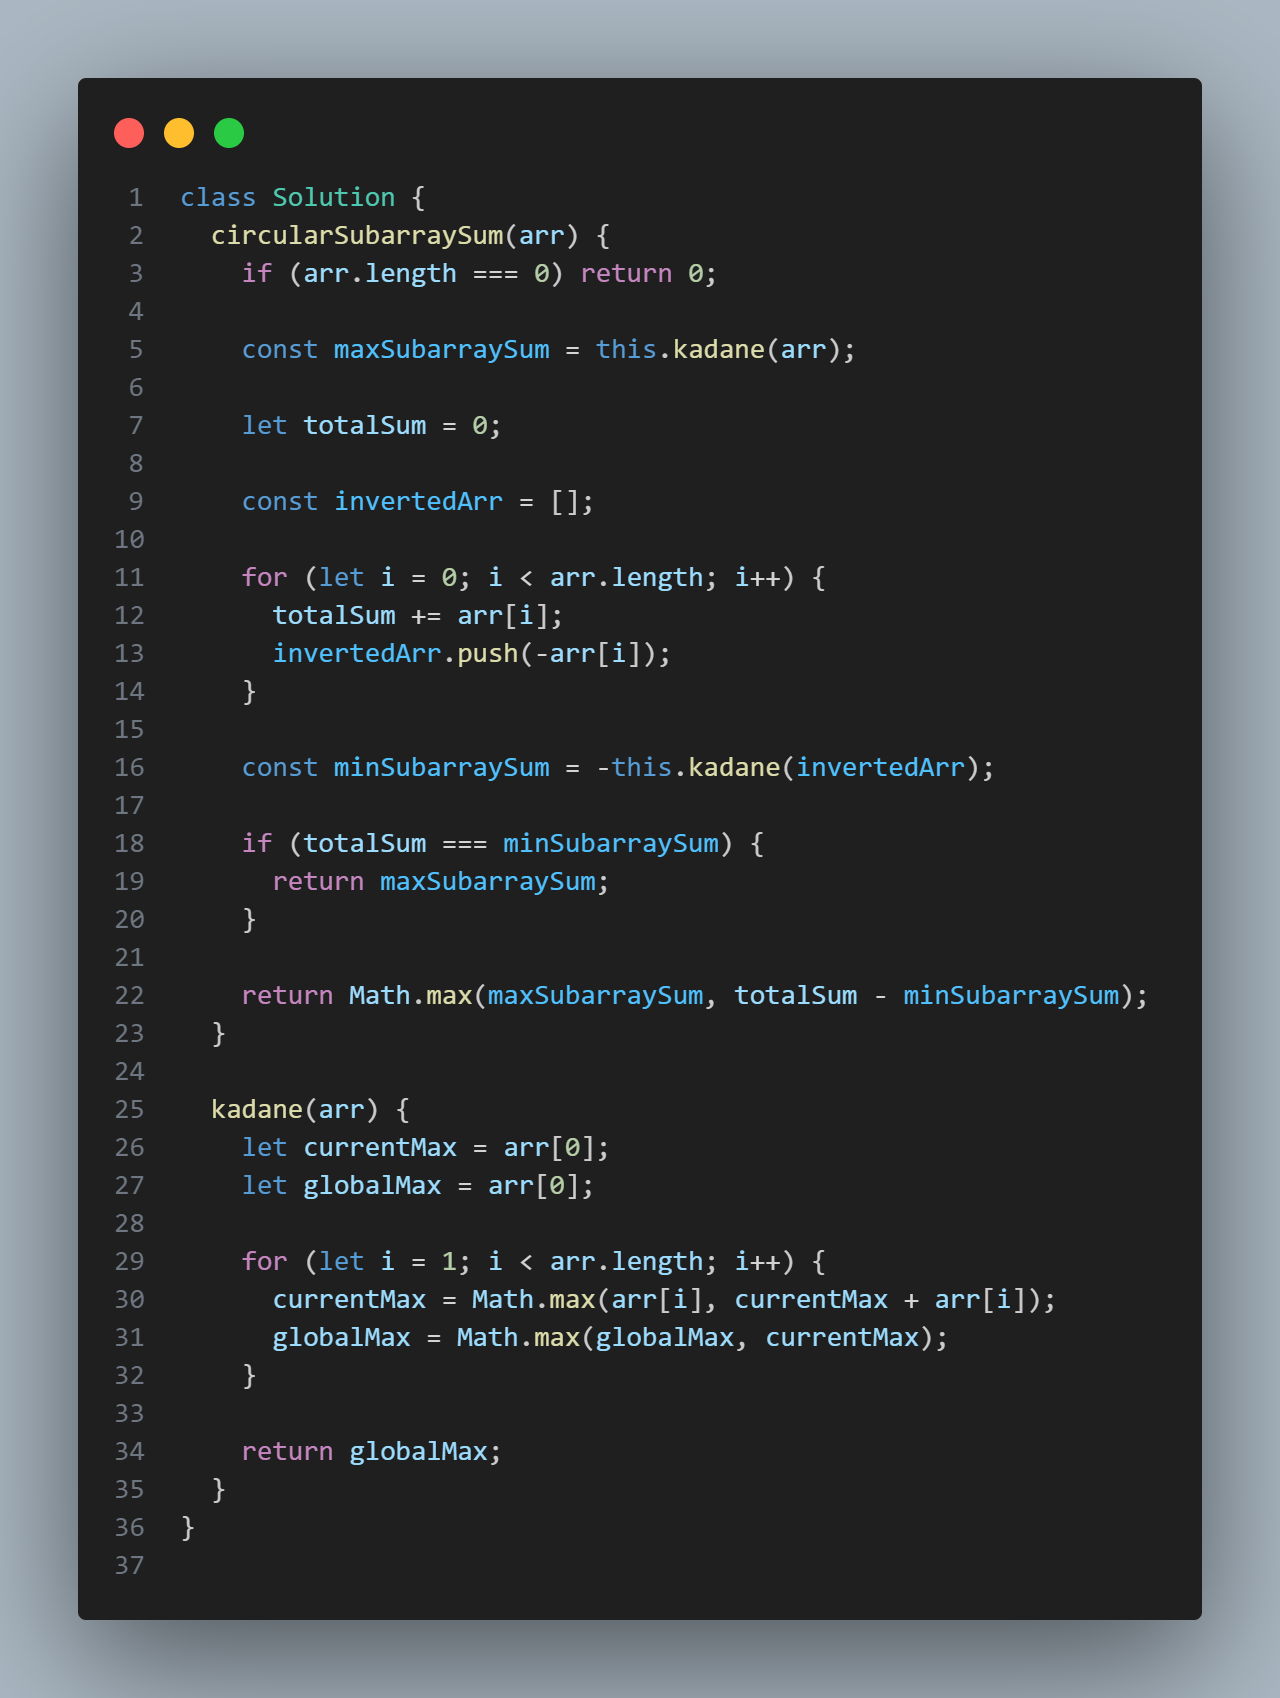 1 class Solution {
2   circularSubarraySum(arr) {
3     if (arr.length === 0) return 0;
4
5     const maxSubarraySum = this.kadane(arr);
6
7     let totalSum = 0;
8
9     const invertedArr = [];
10
11     for (let i = 0; i < arr.length; i++) {
12       totalSum += arr[i];
13       invertedArr.push(-arr[i]);
14     }
15
16     const minSubarraySum = -this.kadane(invertedArr);
17
18     if (totalSum === minSubarraySum) {
19       return maxSubarraySum;
20     }
21
22     return Math.max(maxSubarraySum, totalSum - minSubarraySum);
23   }
24
25   kadane(arr) {
26     let currentMax = arr[0];
27     let globalMax = arr[0];
28
29     for (let i = 1; i < arr.length; i++) {
30       currentMax = Math.max(arr[i], currentMax + arr[i]);
31       globalMax = Math.max(globalMax, currentMax);
32     }
33
34     return globalMax;
35   }
36 }
37